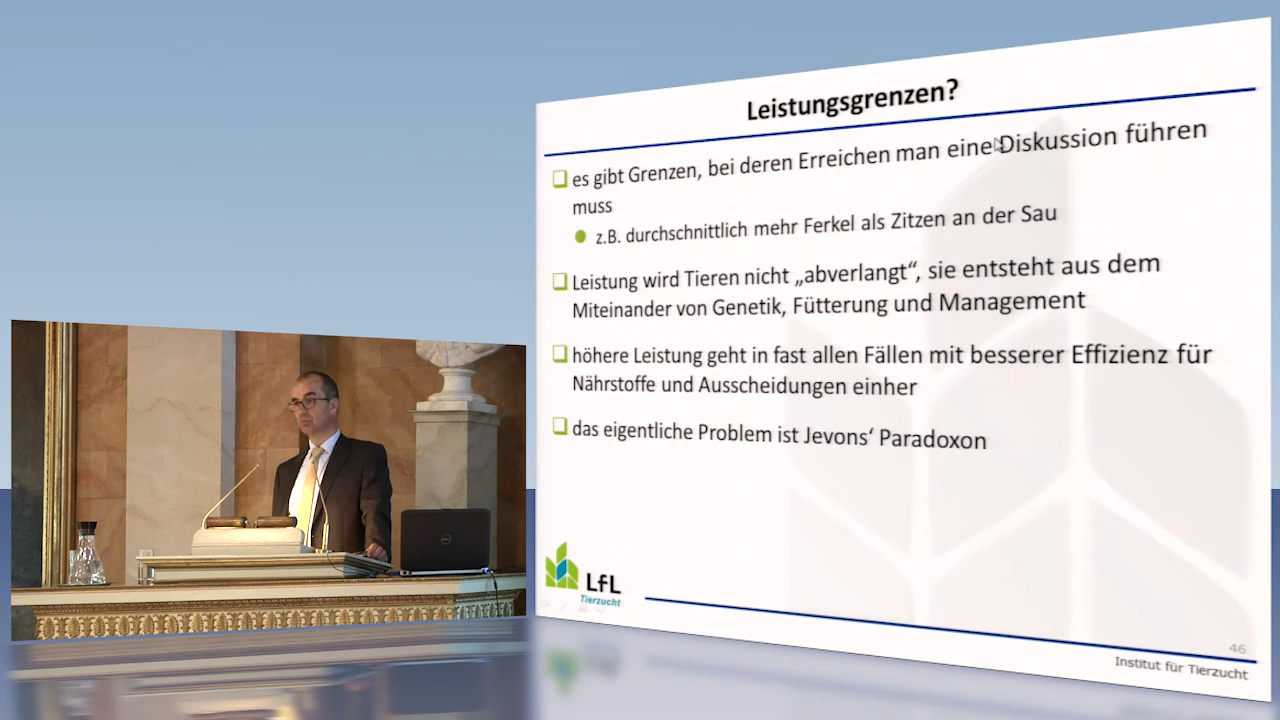 Leistungsgrenzen?
es gibt Grenzen, bei deren Erreichen man eine Diskussion führen
muss
z.B. durchschnittlich mehr Ferkel als Zitzen an der Sau
Leistung wird Tieren nicht „abverlangt“, sie entsteht aus dem
Miteinander von Genetik, Fütterung und Management
höhere Leistung geht in fast allen Fällen mit besserer Effizienz für
Nährstoffe und Ausscheidungen einher
das eigentliche Problem ist Jevons‘ Paradoxon
LfL
Tierzucht
46
Institut für Tierzucht